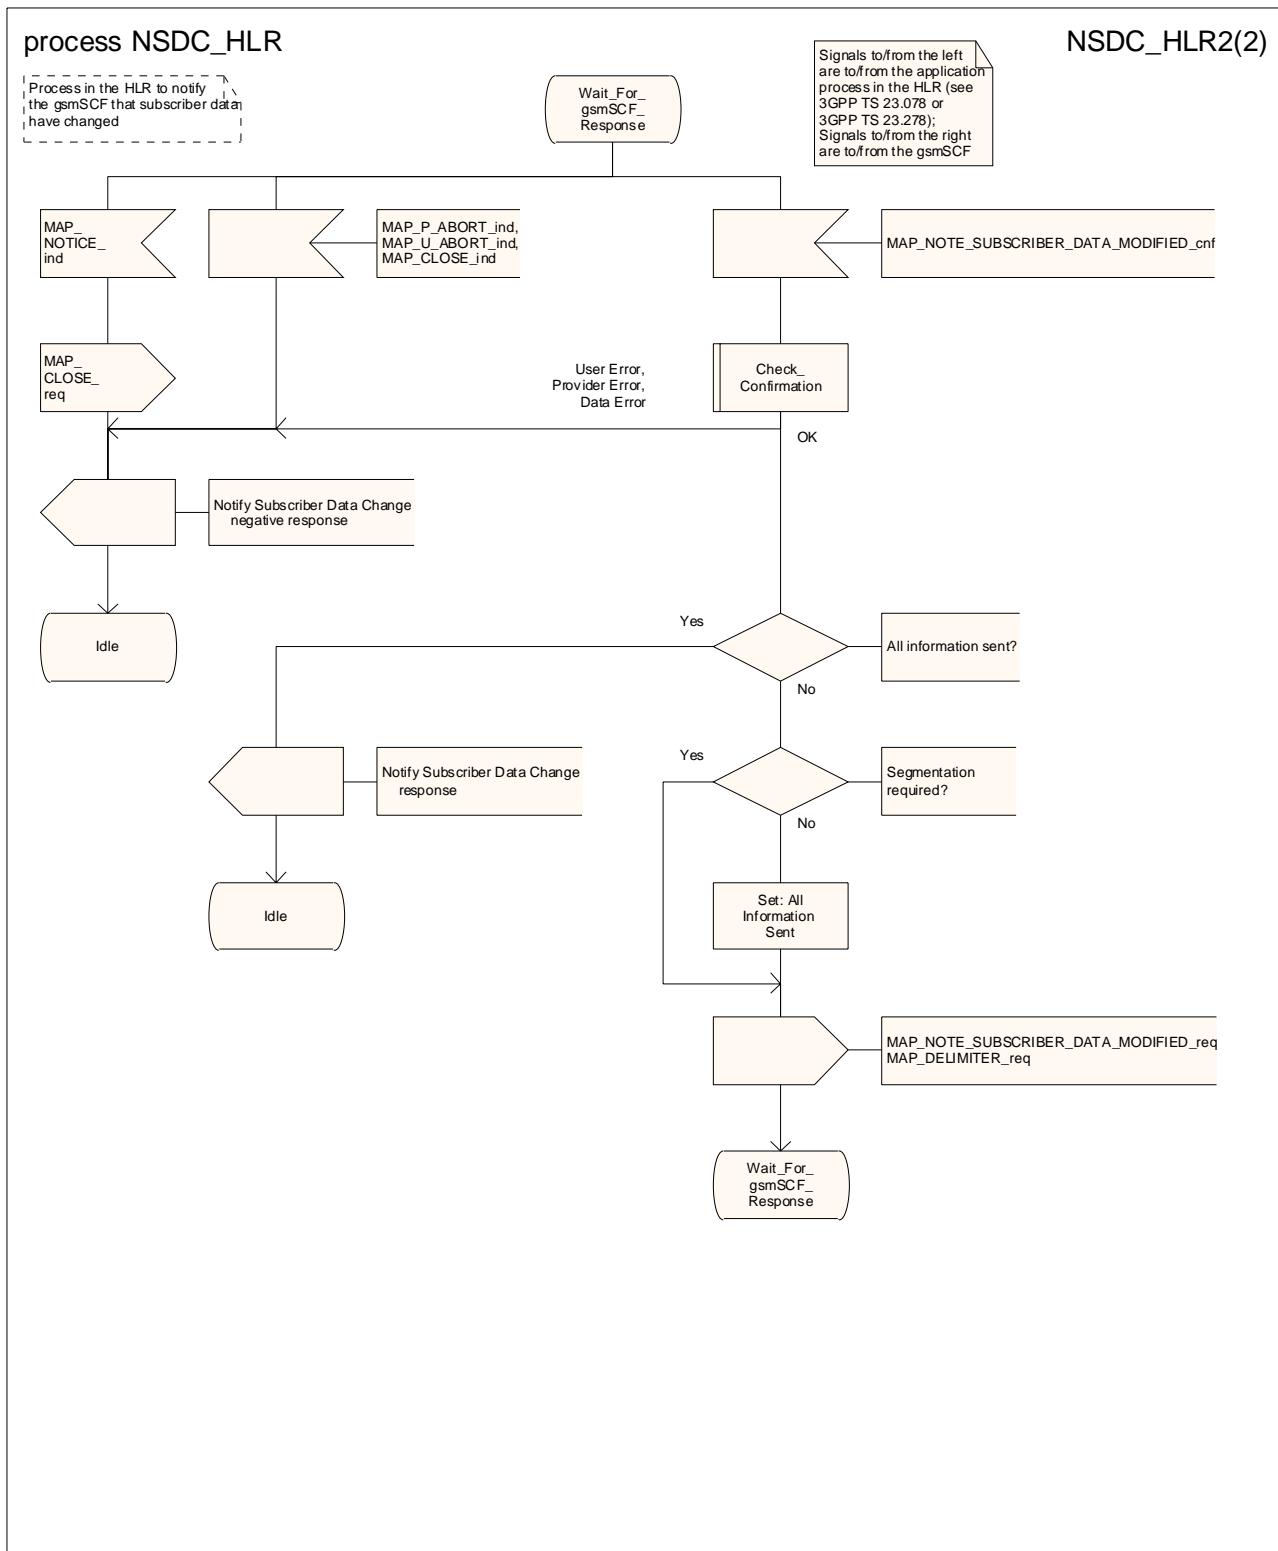 process NSDC_HLR
NSDC_HLR2(2)
Process in the HLR to notify
the gsmSCF that subscriber data
have changed
Wait_For_
gsmSCF_
Response
Signals to/from the left
are to/from the application
process in the HLR (see
3GPP TS 23.078 or
3GPP TS 23.278);
Signals to/from the right
are to/from the gsmSCF
MAP_
NOTICE_
ind
MAP_P_ABORT_ind,
MAP_U_ABORT_ind,
MAP_CLOSE_ind
MAP_NOTE_SUBSCRIBER_DATA_MODIFIED_cnf
MAP_
CLOSE_
req
User Error,
Provider Error,
Data Error
Check_
Confirmation
OK
Notify Subscriber Data Change
negative response
Idle
Yes
All information sent?
No
Notify Subscriber Data Change
response
Yes
Segmentation
required?
No
Idle
Set: All
Information
Sent
MAP_NOTE_SUBSCRIBER_DATA_MODIFIED_req
MAP_DELIMITER_req
Wait_For_
gsmSCF_
Response